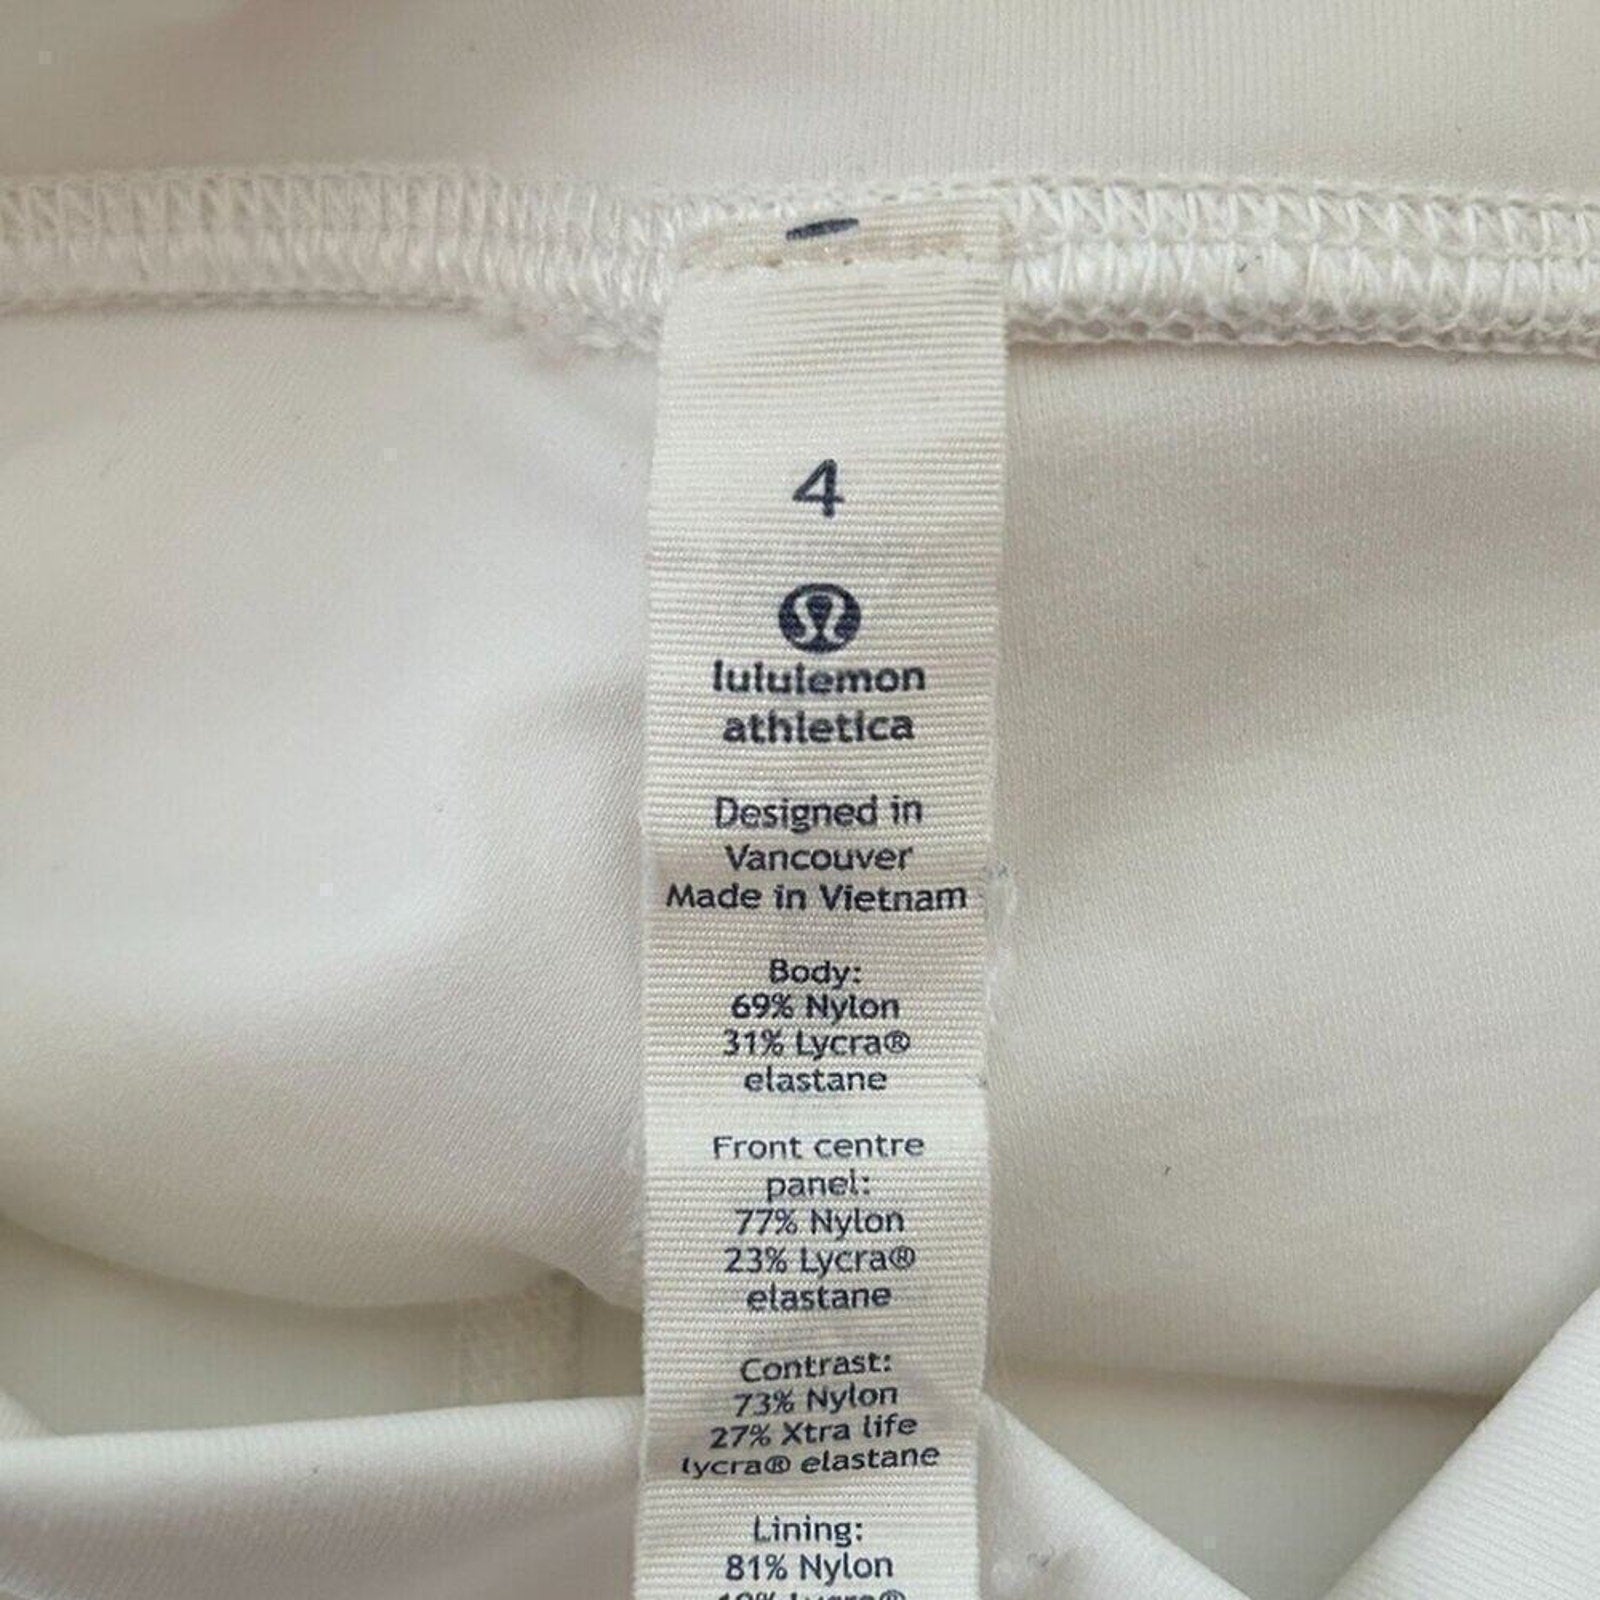 4
lululemon
athletica
Designed in
Vancouver
Made in Vietnam
Body:
69% Nylon
31% Lycra®
elastane
Front centre
panel:
77% Nylon
23% Lycra®
elastane
Contrast:
73% Nylon
27% Xtra life
lycra® elastane
Lining:
81% Nylon
Lycra®